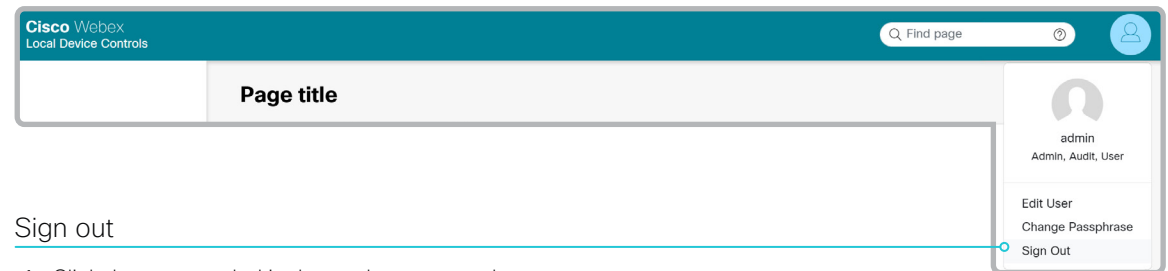 Cisco Webex
Local Device Controls
Find page
Page title
admin
Admin, Audit, User
Edit User
Change Passphrase
Sign Out
Sign out